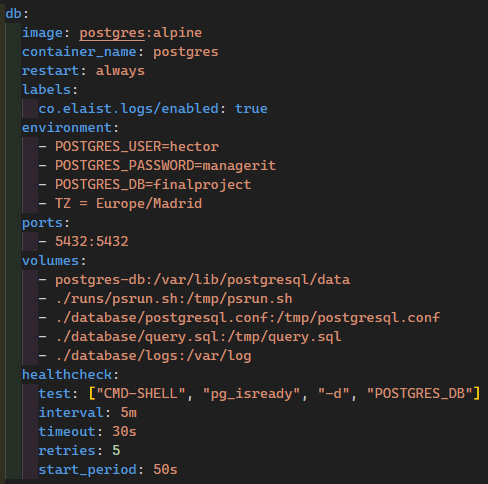 db:
  image: postgres:alpine
  container_name: postgres
  restart: always
  labels:
    co.elaist.logs/enabled: true
  environment:
    - POSTGRES_USER=hector
    - POSTGRES_PASSWORD=managerit
    - POSTGRES_DB=finalproject
    - TZ = Europe/Madrid
  ports:
    - 5432:5432
  volumes:
    - postgres-db:/var/lib/postgresql/data
    - ./runs/psrun.sh:/tmp/psrun.sh
    - ./database/postgresql.conf:/tmp/postgresql.conf
    - ./database/query.sql:/tmp/query.sql
    - ./database/logs:/var/log
  healthcheck:
    test: ["CMD-SHELL", "pg_isready", "-d", "POSTGRES_DB"]
    interval: 5m
    timeout: 30s
    retries: 5
    start_period: 50s